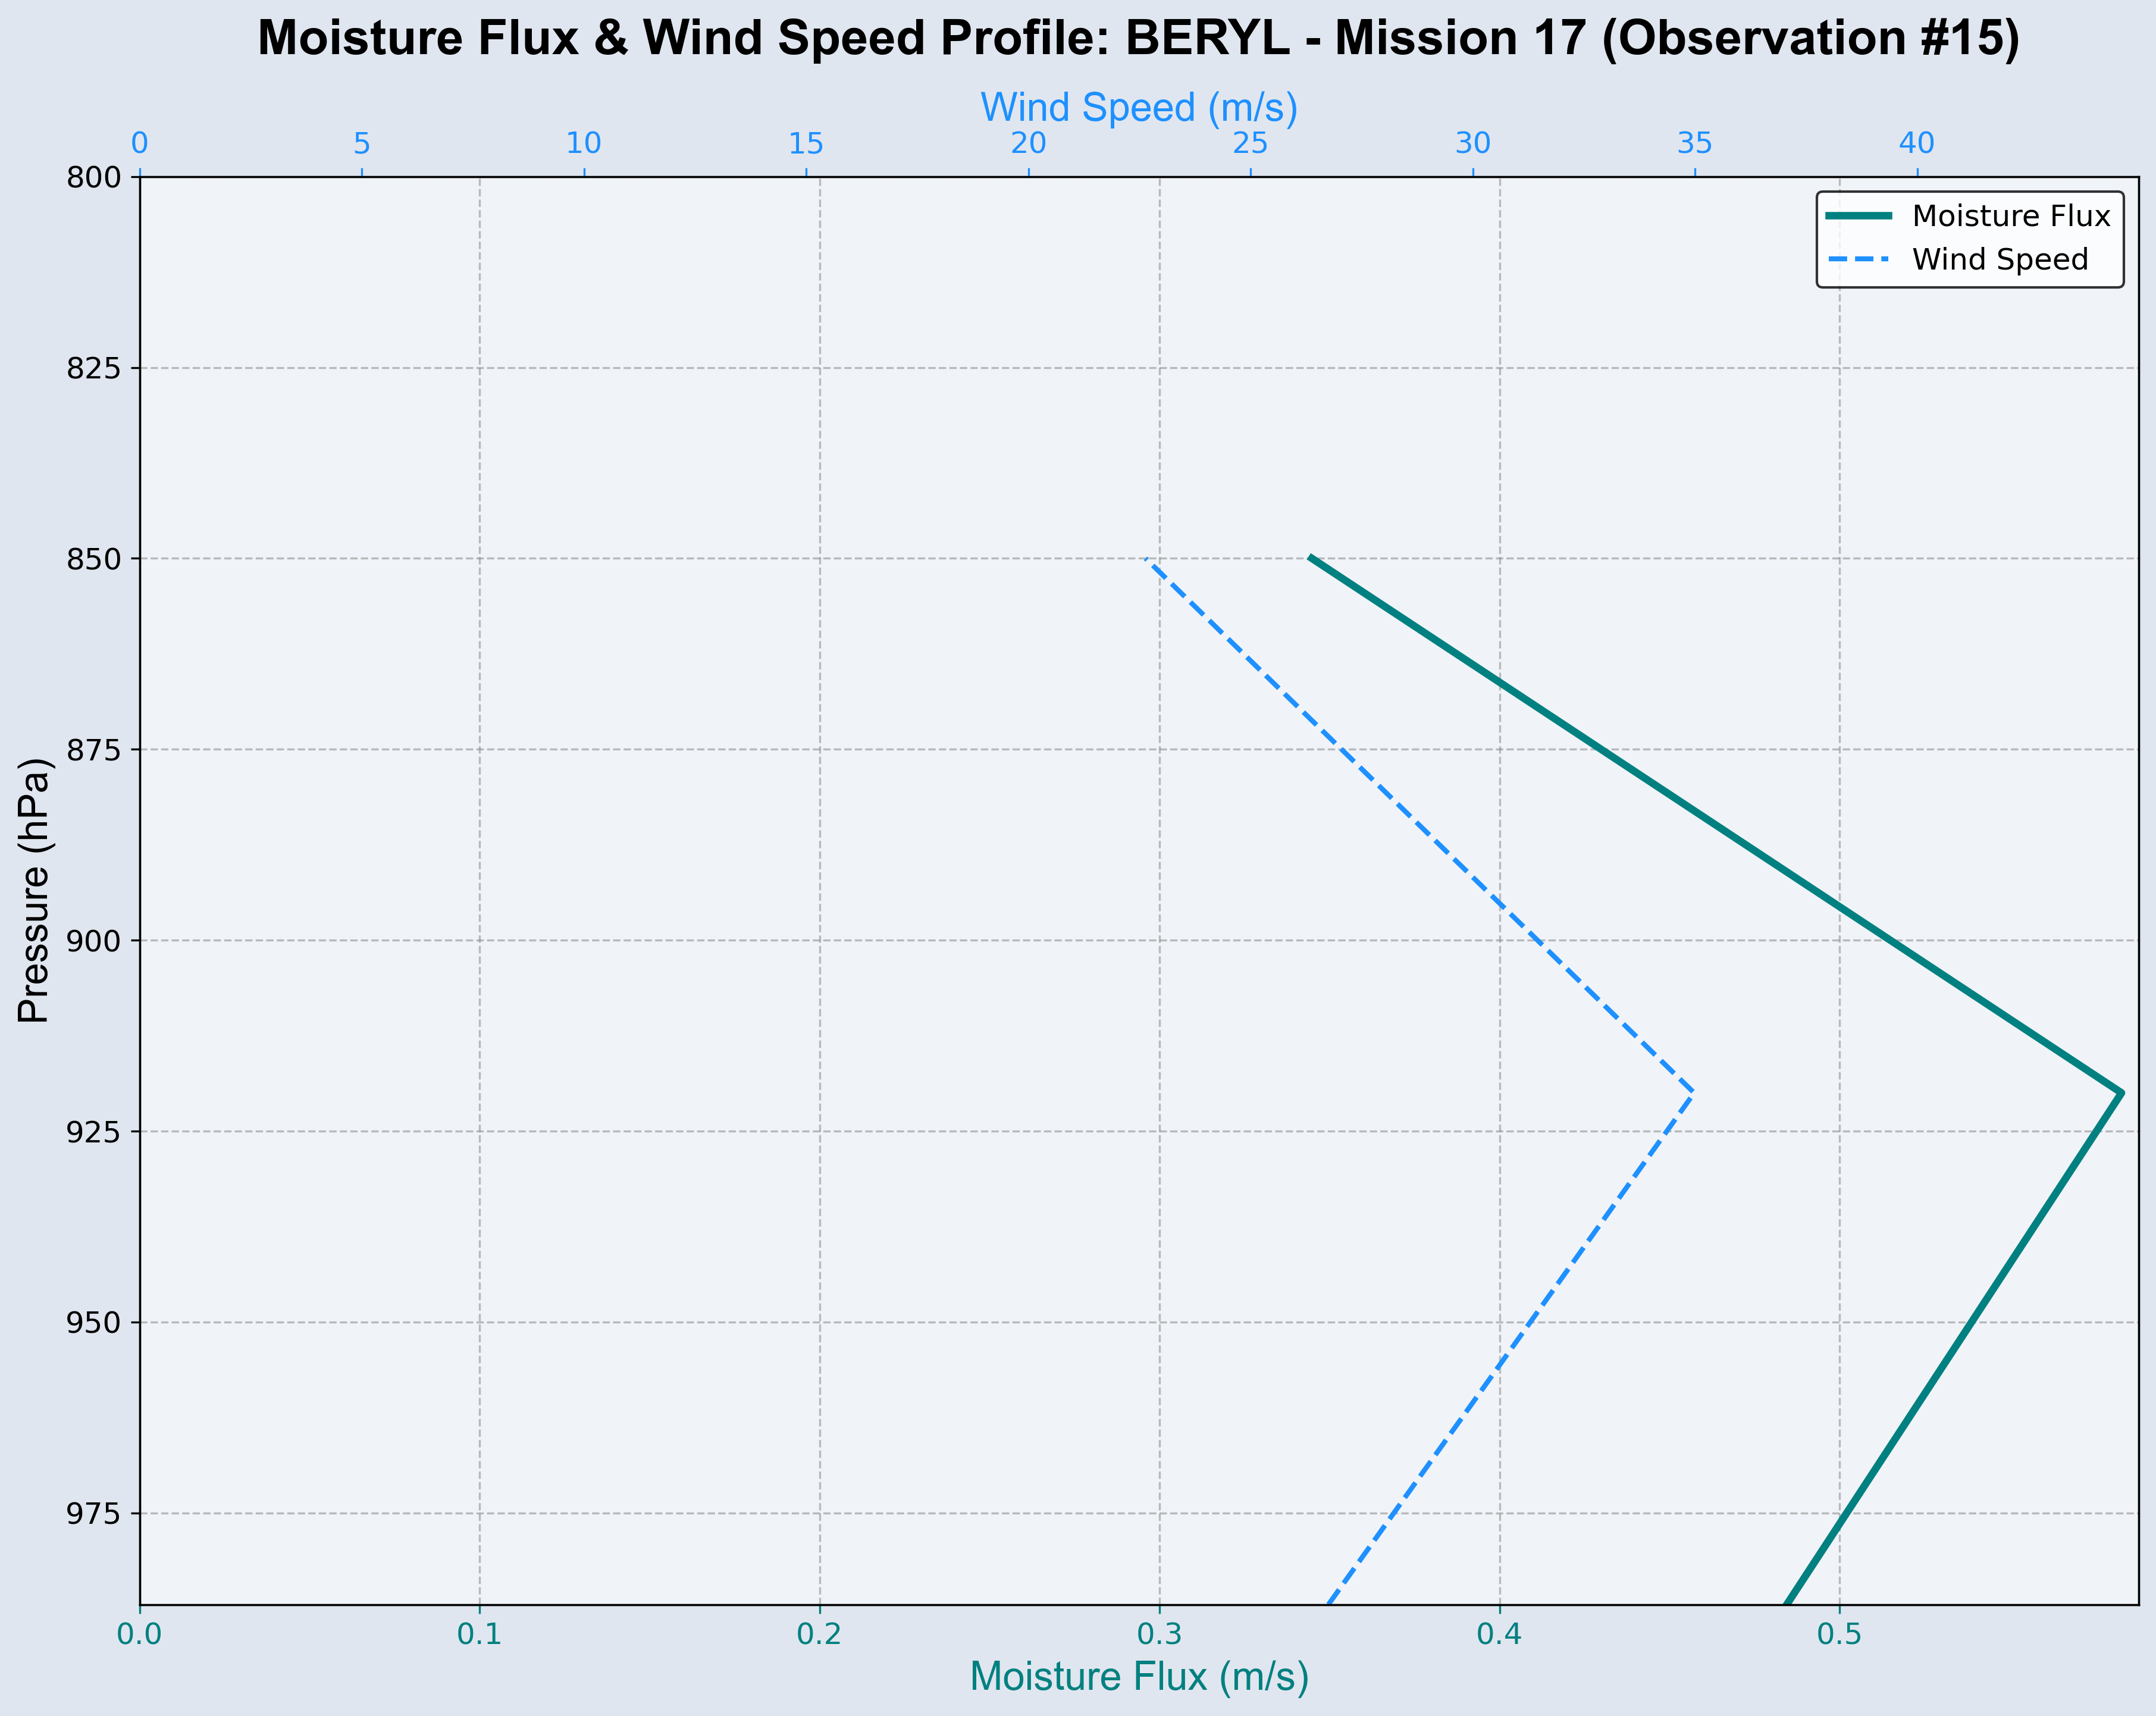 Moisture Flux & Wind Speed Profile: BERYL - Mission 17 (Observation #15)
Wind Speed (m/s)
0 5 10 15 20 25 30 35 40
Moisture Flux
Wind Speed
Pressure (hPa)
800
825
850
875
900
925
950
975
0.0 0.1 0.2 0.3 0.4 0.5
Moisture Flux (m/s)